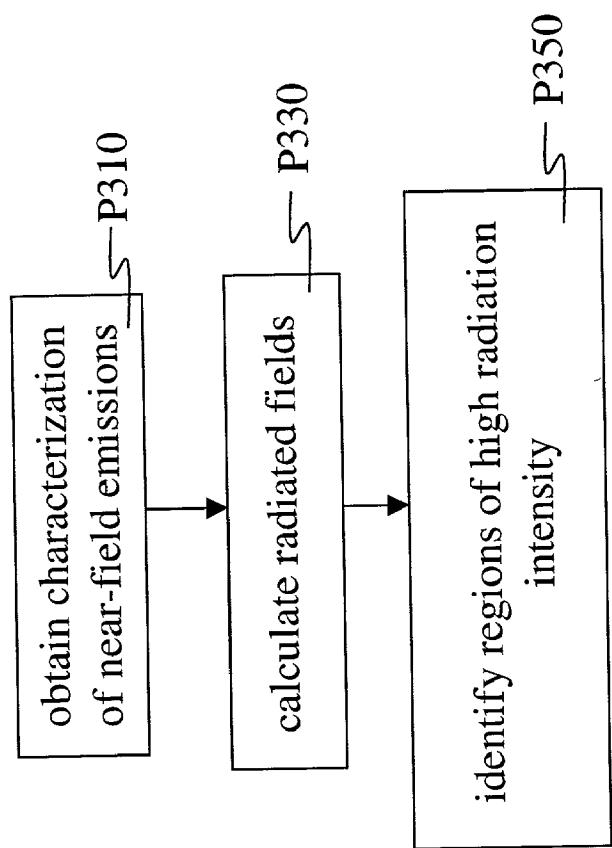 obtain characterization
of near-field emissions
P310
calculate radiated fields
P330
identify regions of high radiation
intensity
P350